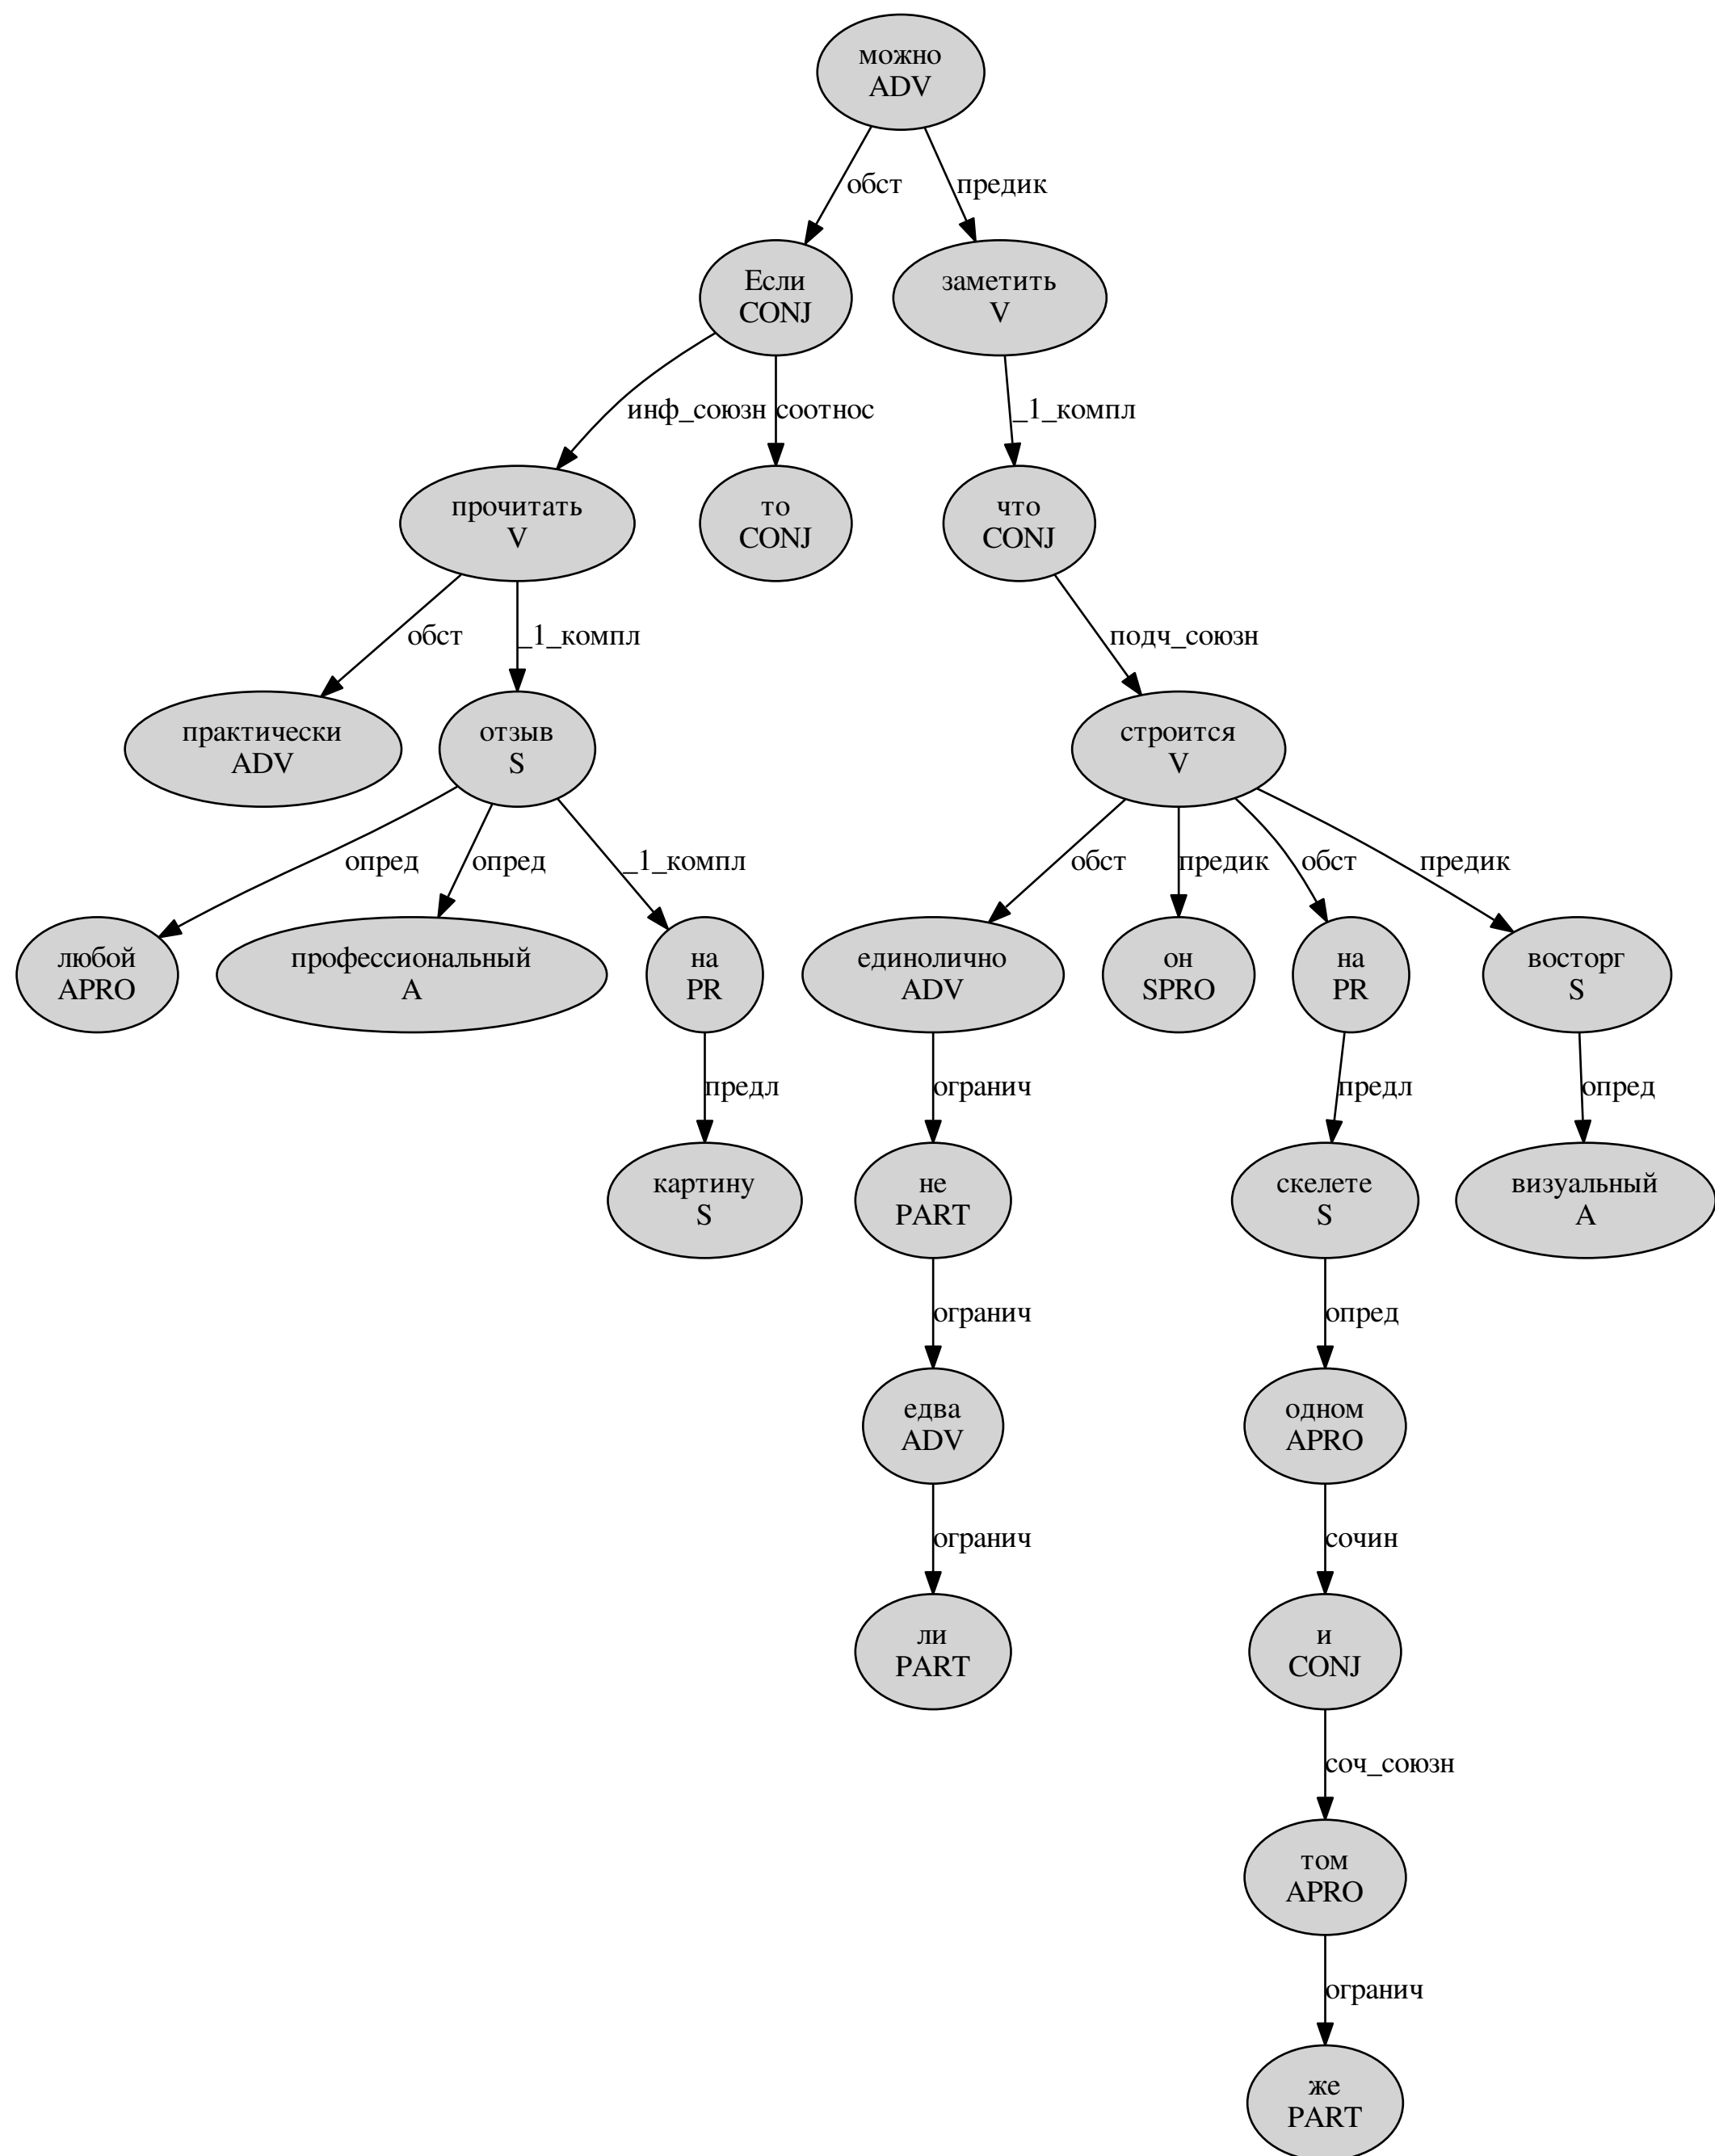 можно
ADV
обст
предик
Если
CONJ
заметить
V
инф_союзн
соотнос
_1_компл
прочитать
V
то
CONJ
что
CONJ
обст
_1_компл
подч_союзн
практически
ADV
отзыв
S
строится
V
опред
опред
_1_компл
обст
предик
обст
предик
любой
APRO
профессиональный
A
на
PR
единолично
ADV
он
SPRO
на
PR
восторг
S
предл
огранич
предл
опред
картину
S
не
PART
скелете
S
визуальный
A
огранич
опред
едва
ADV
одном
APRO
огранич
сочин
ли
PART
и
CONJ
соч_союзн
том
APRO
огранич
же
PART